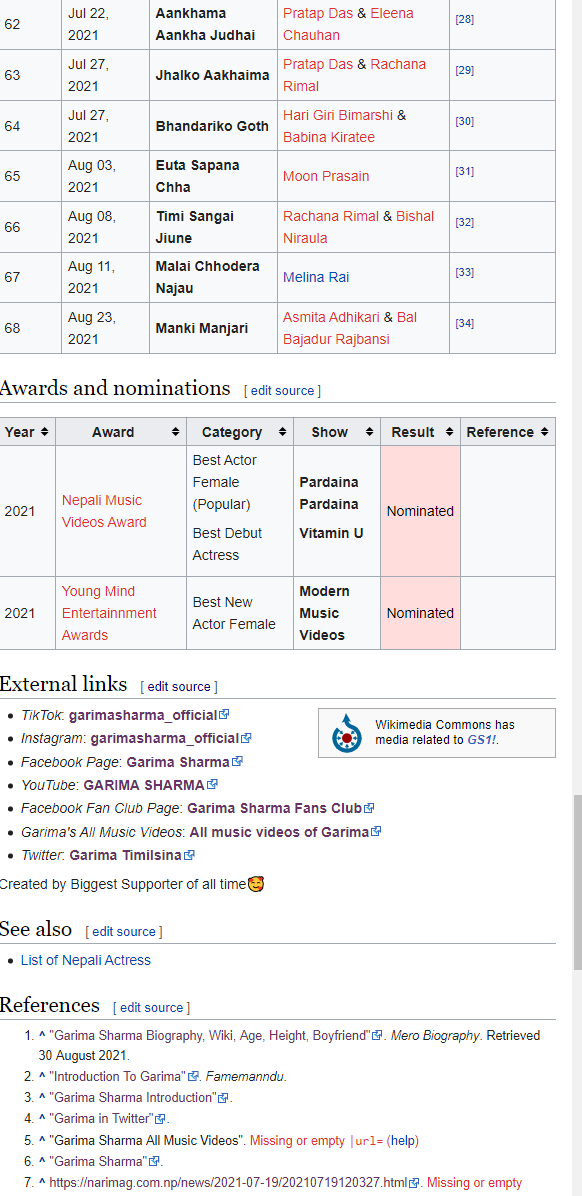 62 Jul 22, 2021 Aankhama Aankha Judhai Pratap Das & Eleena Chauhan [28]
63 Jul 27, 2021 Jhalko Aakhaima Pratap Das & Rachana Rimal [29]
64 Jul 27, 2021 Bhandariko Goth Hari Giri Bimarshi & Babina Kiratee [30]
65 Aug 03, 2021 Euta Sapana Chha Moon Prasain [31]
66 Aug 08, 2021 Timi Sangai Jiune Rachana Rimal & Bishal Niraula [32]
67 Aug 11, 2021 Malai Chhodera Najau Melina Rai [33]
68 Aug 23, 2021 Manki Manjari Asmita Adhikari & Bal Bajadur Rajbansi [34]
Awards and nominations [ edit source ]
Year Award Category Show Result Reference
2021 Nepali Music Videos Award Best Actor Female (Popular) Pardaina Pardaina Nominated
Best Debut Actress Vitamin U
2021 Young Mind Entertainnment Awards Best New Actor Female Modern Music Videos Nominated
External links [ edit source ]
• TikTok: garimasharma_official
• Instagram: garimasharma_official
• Facebook Page: Garima Sharma
• YouTube: GARIMA SHARMA
• Facebook Fan Club Page: Garima Sharma Fans Club
• Garima's All Music Videos: All music videos of Garima
• Twitter: Garima Timilsina
Wikimedia Commons has
media related to GS1!.
Created by Biggest Supporter of all time🥰
See also [ edit source ]
• List of Nepali Actress
References [ edit source ]
1. ^ "Garima Sharma Biography, Wiki, Age, Height, Boyfriend". Mero Biography. Retrieved
30 August 2021.
2. ^ "Introduction To Garima". Famemanndu.
3. ^ "Garima Sharma Introduction".
4. ^ "Garima in Twitter".
5. ^ "Garima Sharma All Music Videos". Missing or empty |url= (help)
6. ^ "Garima Sharma".
7. ^ https://narimag.com.np/news/2021-07-19/20210719120327.html. Missing or empty